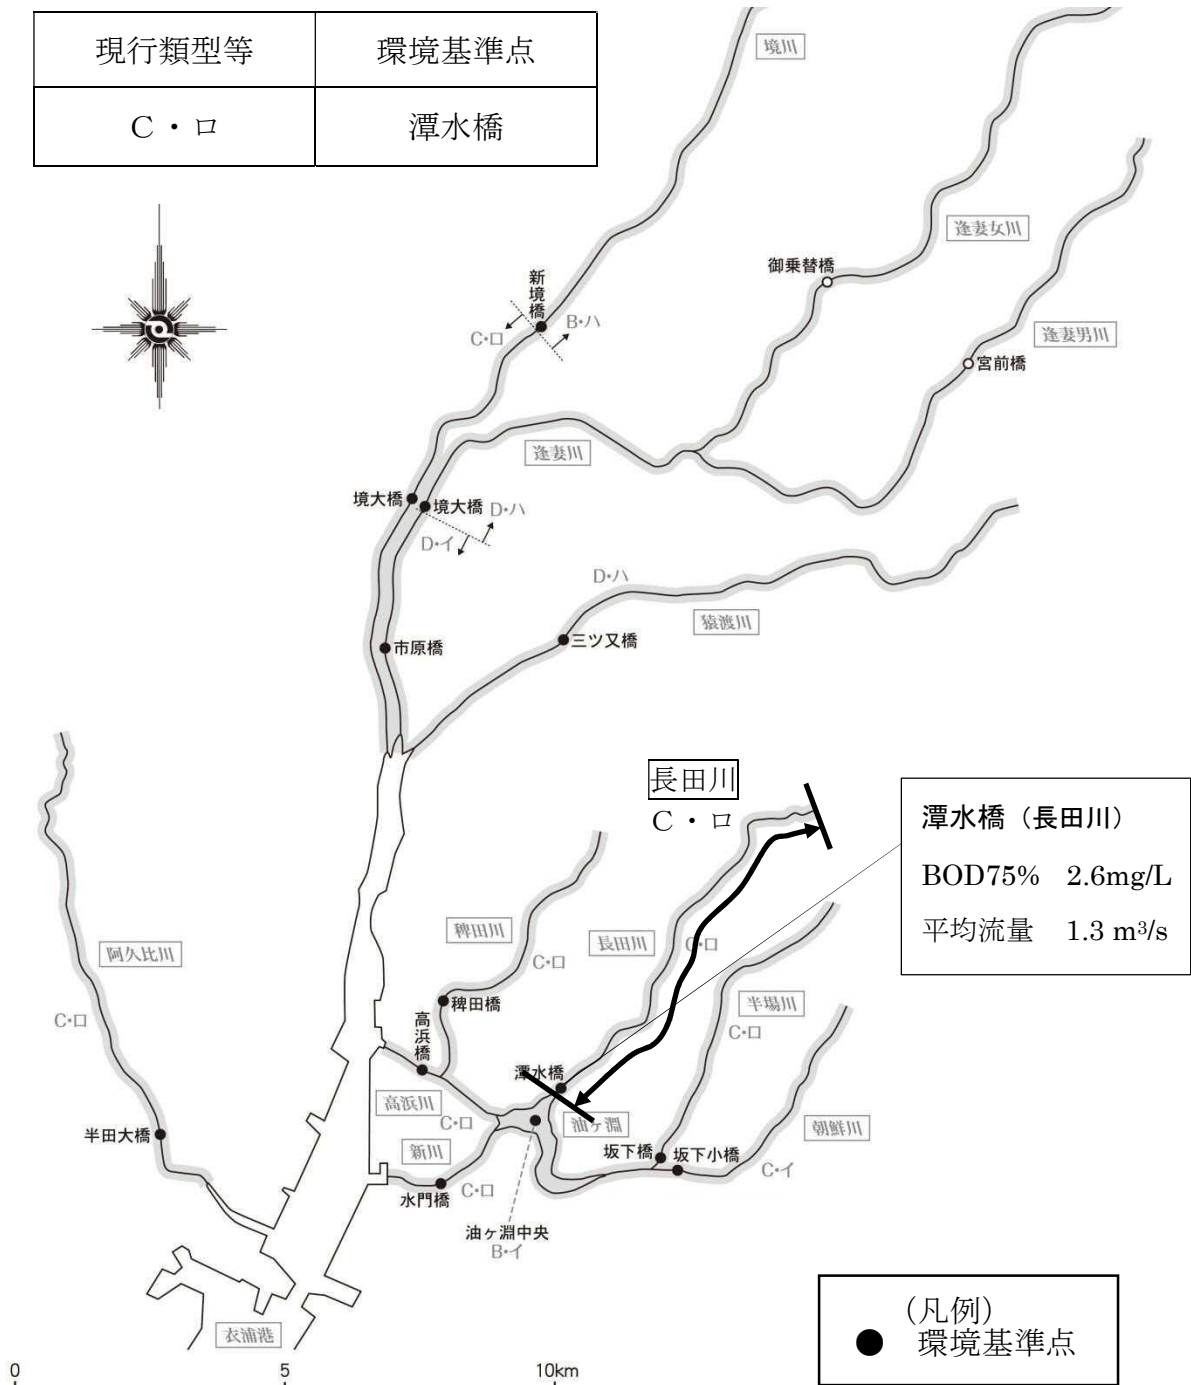 現行類型等 環境基準点
C・ロ 潭水橋
境川
逢妻女川
御乗替橋
新境橋
B・ハ
C・ロ
逢妻男川
宮前橋
逢妻川
境大橋
境大橋
D・ハ
D・イ
D・ハ
猿渡川
三ツ又橋
市原橋
長田川
C・ロ
潭水橋（長田川）
BOD75% 2.6mg/L
平均流量 1.3 m³/s
稗田川
長田川
C・ロ
C・ロ
阿久比川
半場川
稗田橋
C・ロ
C・ロ
高浜橋
潭水橋
高浜川
C・ロ
油ヶ淵
朝鮮川
半田大橋
新川
坂下橋
坂下小橋
C・イ
水門橋
C・ロ
油ヶ淵中央
B・イ
衣浦港
（凡例）
● 環境基準点
0 5 10km